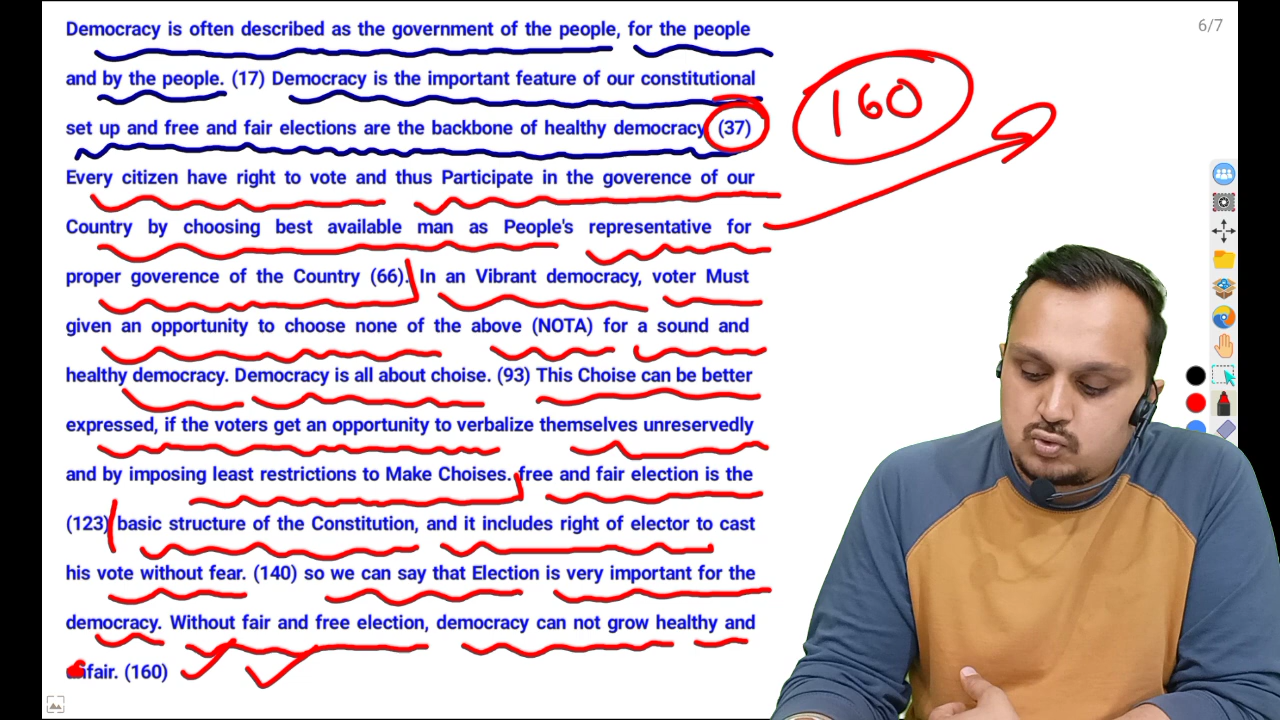 6/7
Democracy is often described as the government of the people, for the people
and by the people. (17) Democracy is the important feature of our constitutional
set up and free and fair elections are the backbone of healthy democracy (37)
160
Every citizen have right to vote and thus Participate in the goverence of our
Country by choosing best available man as People's representative for
proper goverence of the Country (66). In an Vibrant democracy, voter Must
given an opportunity to choose none of the above (NOTA) for a sound and
healthy democracy. Democracy is all about choise. (93) This Choise can be better
expressed, if the voters get an opportunity to verbalize themselves unreservedly
and by imposing least restrictions to Make Choises. free and fair election is the
(123) basic structure of the Constitution, and it includes right of elector to cast
his vote without fear. (140) so we can say that Election is very important for the
democracy. Without fair and free election, democracy can not grow healthy and
(160)